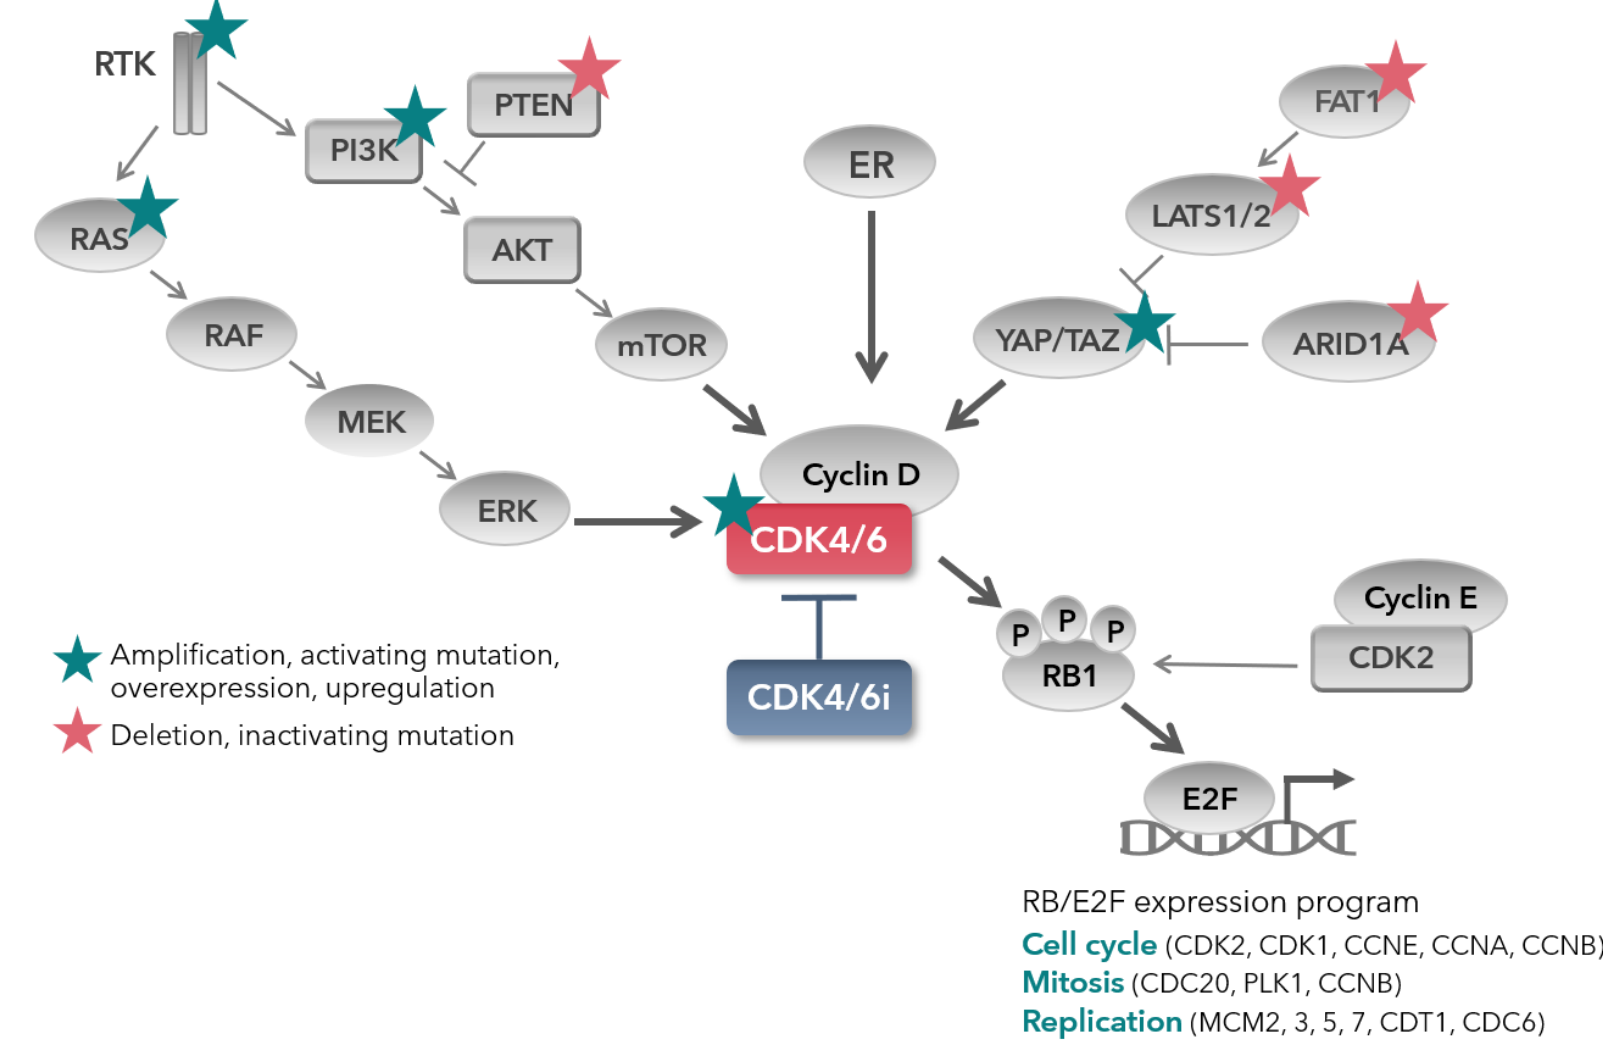 RTK
PTEN
PI3K
FAT1
ER
LATS1/2
RAS
AKT
RAF
mTOR
YAP/TAZ
ARID1A
MEK
Cyclin D
ERK
CDK4/6
Cyclin E
CDK2
P
P
P
RB1
CDK4/6i
Amplification, activating mutation,
overexpression, upregulation
Deletion, inactivating mutation
E2F
RB/E2F expression program
Cell cycle (CDK2, CDK1, CCNE, CCNA, CCNB)
Mitosis (CDC20, PLK1, CCNB)
Replication (MCM2, 3, 5, 7, CDT1, CDC6)